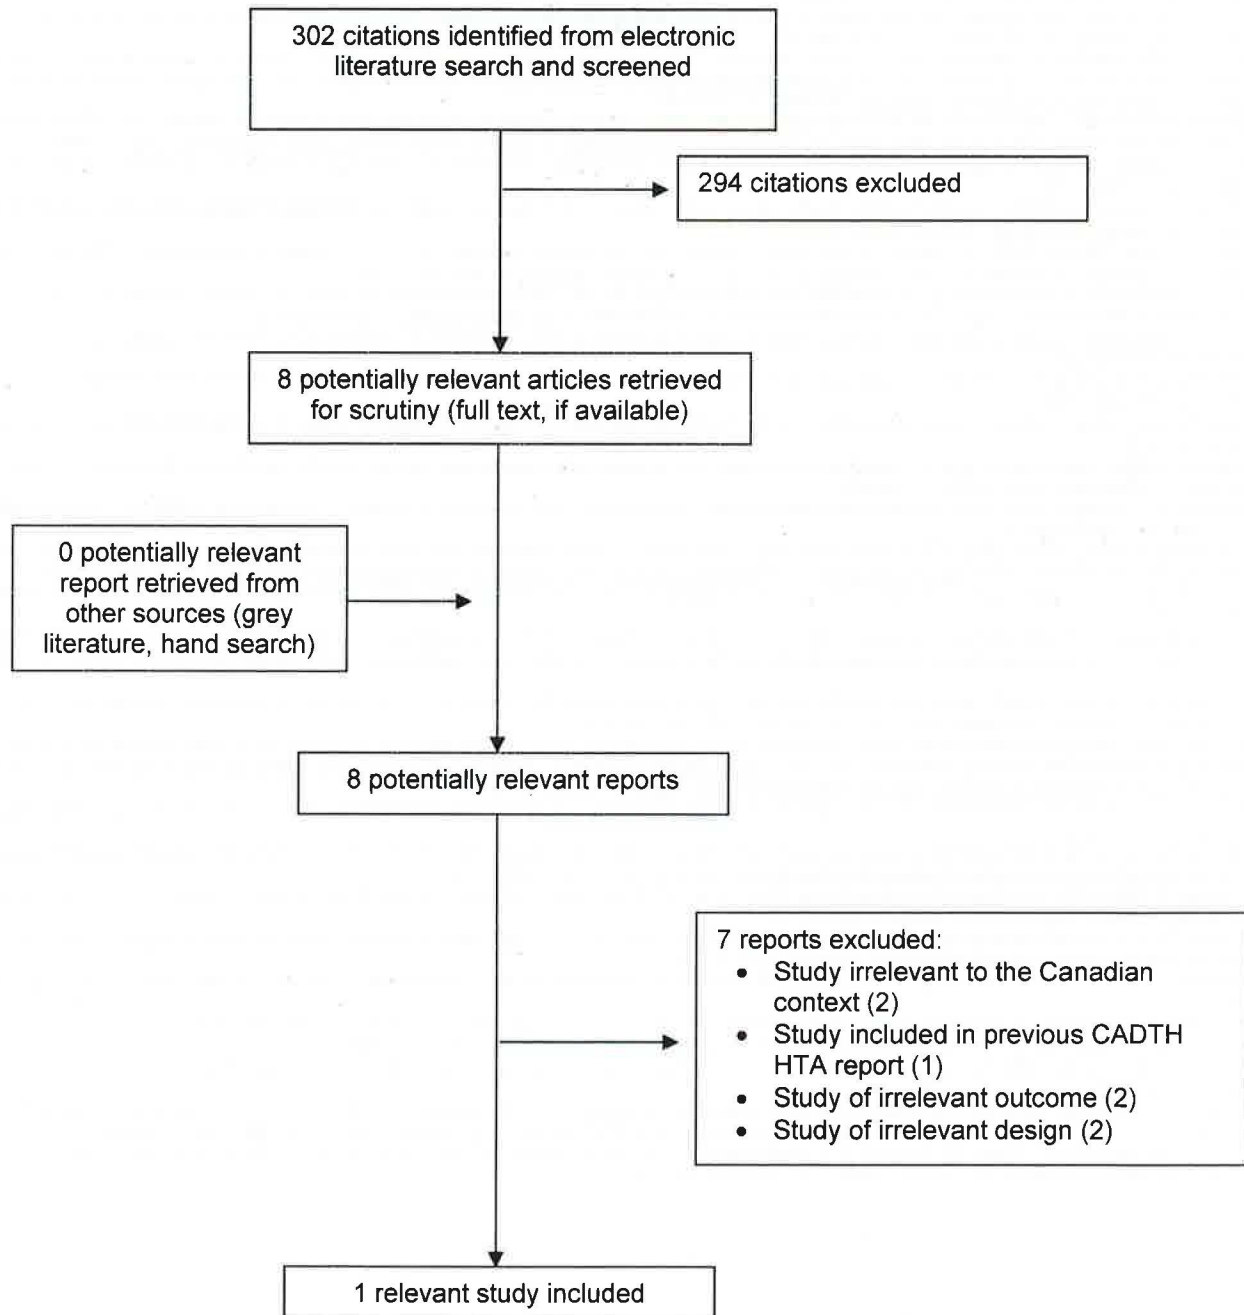 302 citations identified from electronic
literature search and screened
294 citations excluded
8 potentially relevant articles retrieved
for scrutiny (full text, if available)
0 potentially relevant
report retrieved from
other sources (grey
literature, hand search)
8 potentially relevant reports
7 reports excluded:
• Study irrelevant to the Canadian
context (2)
• Study included in previous CADTH
HTA report (1)
• Study of irrelevant outcome (2)
• Study of irrelevant design (2)
1 relevant study included